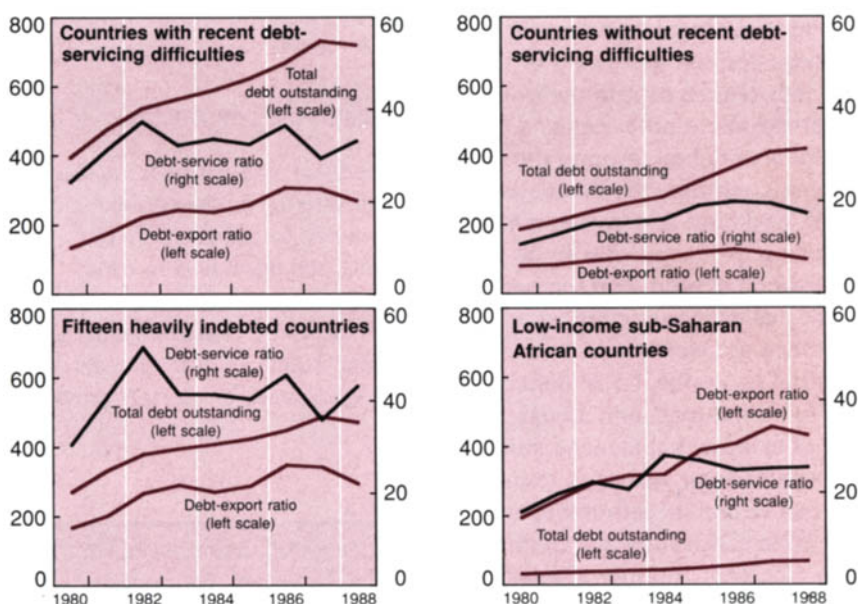 Countries with recent debt-
servicing difficulties
800
600
400
200
0
60
40
20
0
Total
debt outstanding
(left scale)
Debt-service ratio
(right scale)
Debt-export ratio
(left scale)
Countries without recent debt-
servicing difficulties
800
600
400
200
0
60
40
20
0
Total debt outstanding
(left scale)
Debt-service ratio (right scale)
Debt-export ratio (left scale)
Fifteen heavily indebted countries
800
600
400
200
0
60
40
20
0
Debt-service ratio
(right scale)
Total debt outstanding
(left scale)
Debt-export ratio
(left scale)
1980 1982 1984 1986 1988
Low-income sub-Saharan
African countries
800
600
400
200
0
60
40
20
0
Debt-export ratio
(left scale)
Debt-service ratio
(right scale)
Total debt outstanding
(left scale)
1980 1982 1984 1986 1988